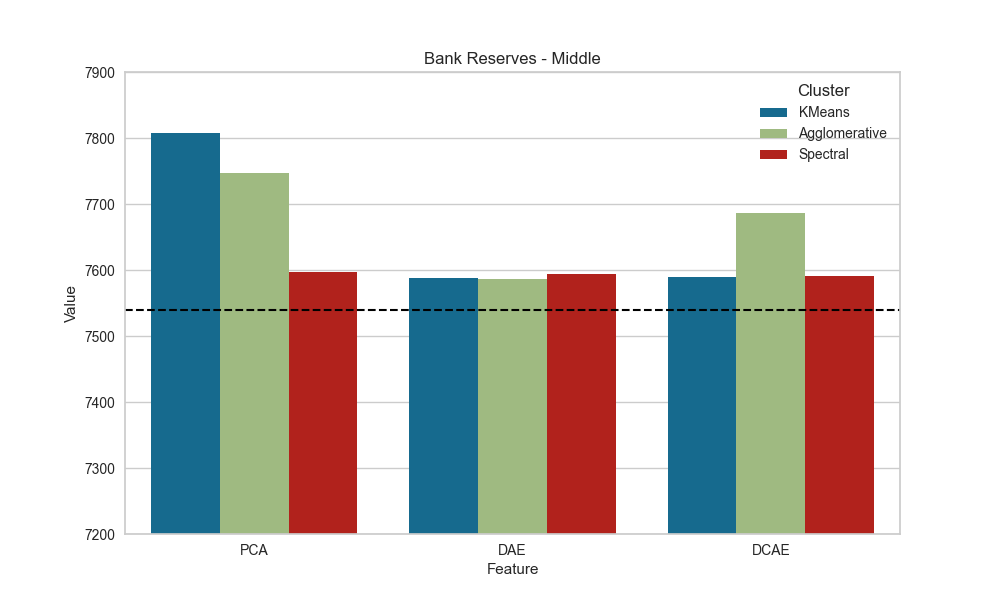 Bank Reserves - Middle
7900
7800
7700
7600
7500
7400
7300
7200
Value
Cluster
KMeans
Agglomerative
Spectral
PCA
DAE
DCAE
Feature